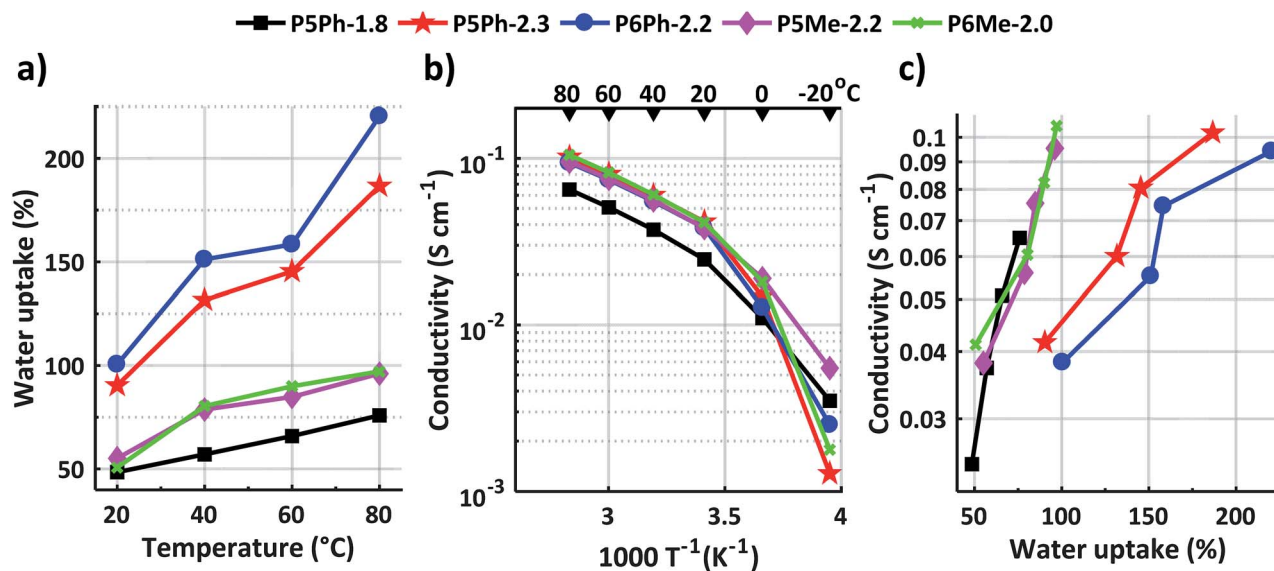 P5Ph-1.8 P5Ph-2.3 P6Ph-2.2 P5Me-2.2 P6Me-2.0
a)
Water uptake (%)
200
150
100
50
20 40 60 80
Temperature (°C)
b)
80 60 40 20 0 -20°C
Conductivity (S cm⁻¹)
10⁻¹
10⁻²
10⁻³
3 3.5 4
1000 T⁻¹(K⁻¹)
c)
Conductivity (S cm⁻¹)
0.1
0.09
0.08
0.07
0.06
0.05
0.04
0.03
50 100 150 200
Water uptake (%)